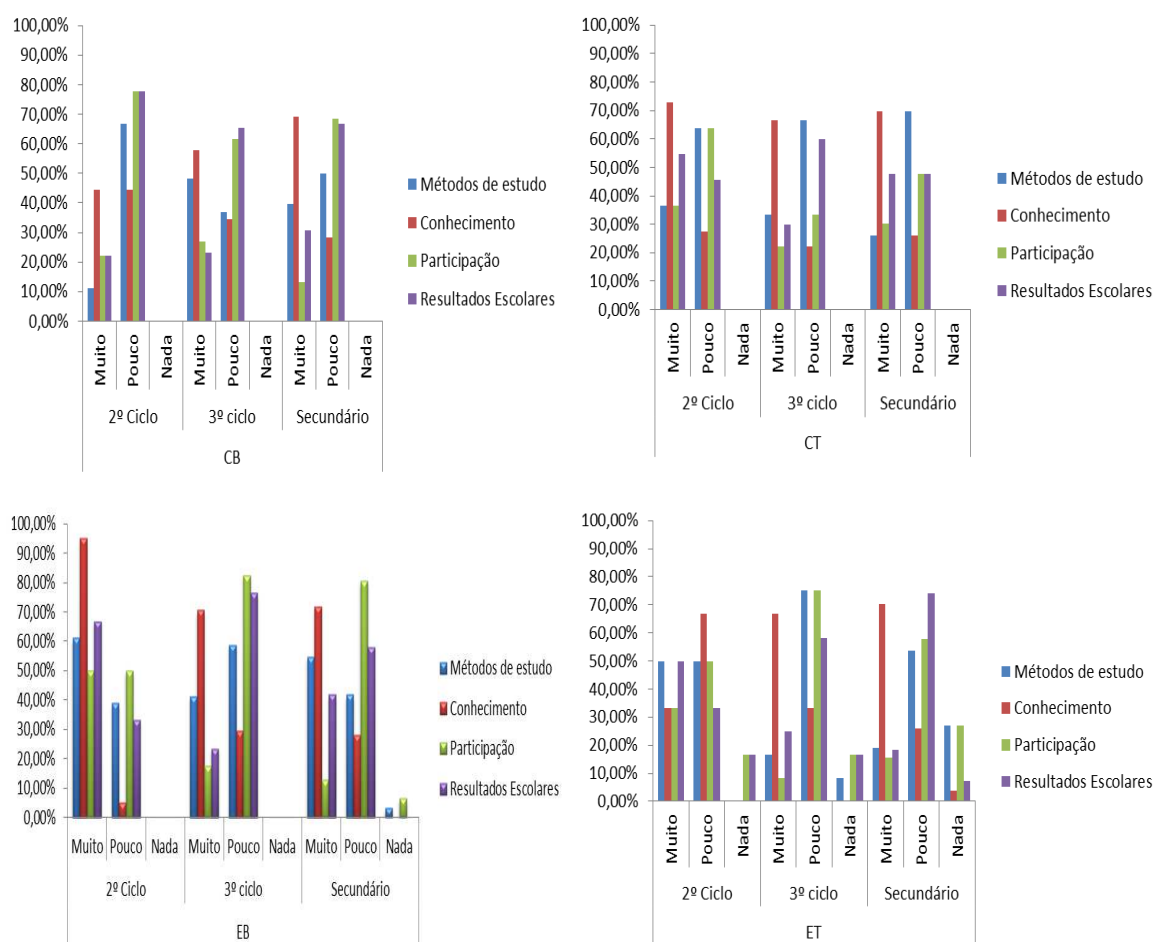 100,00%
90,00%
80,00%
70,00%
60,00%
50,00%
40,00%
30,00%
20,00%
10,00%
0,00%
Muito Pouco Nada Muito Pouco Nada Muito Pouco Nada
2º Ciclo 3º ciclo Secundário
CB
Métodos de estudo
Conhecimento
Participação
Resultados Escolares
100,00%
90,00%
80,00%
70,00%
60,00%
50,00%
40,00%
30,00%
20,00%
10,00%
0,00%
Muito Pouco Nada Muito Pouco Nada Muito Pouco Nada
2º Ciclo 3º ciclo Secundário
CT
Métodos de estudo
Conhecimento
Participação
Resultados Escolares
100,00%
90,00%
80,00%
70,00%
60,00%
50,00%
40,00%
30,00%
20,00%
10,00%
0,00%
Muito Pouco Nada Muito Pouco Nada Muito Pouco Nada
2º Ciclo 3º ciclo Secundário
EB
Métodos de estudo
Conhecimento
Participação
Resultados Escolares
100,00%
90,00%
80,00%
70,00%
60,00%
50,00%
40,00%
30,00%
20,00%
10,00%
0,00%
Muito Pouco Nada Muito Pouco Nada Muito Pouco Nada
2º Ciclo 3º ciclo Secundário
ET
Métodos de estudo
Conhecimento
Participação
Resultados Escolares